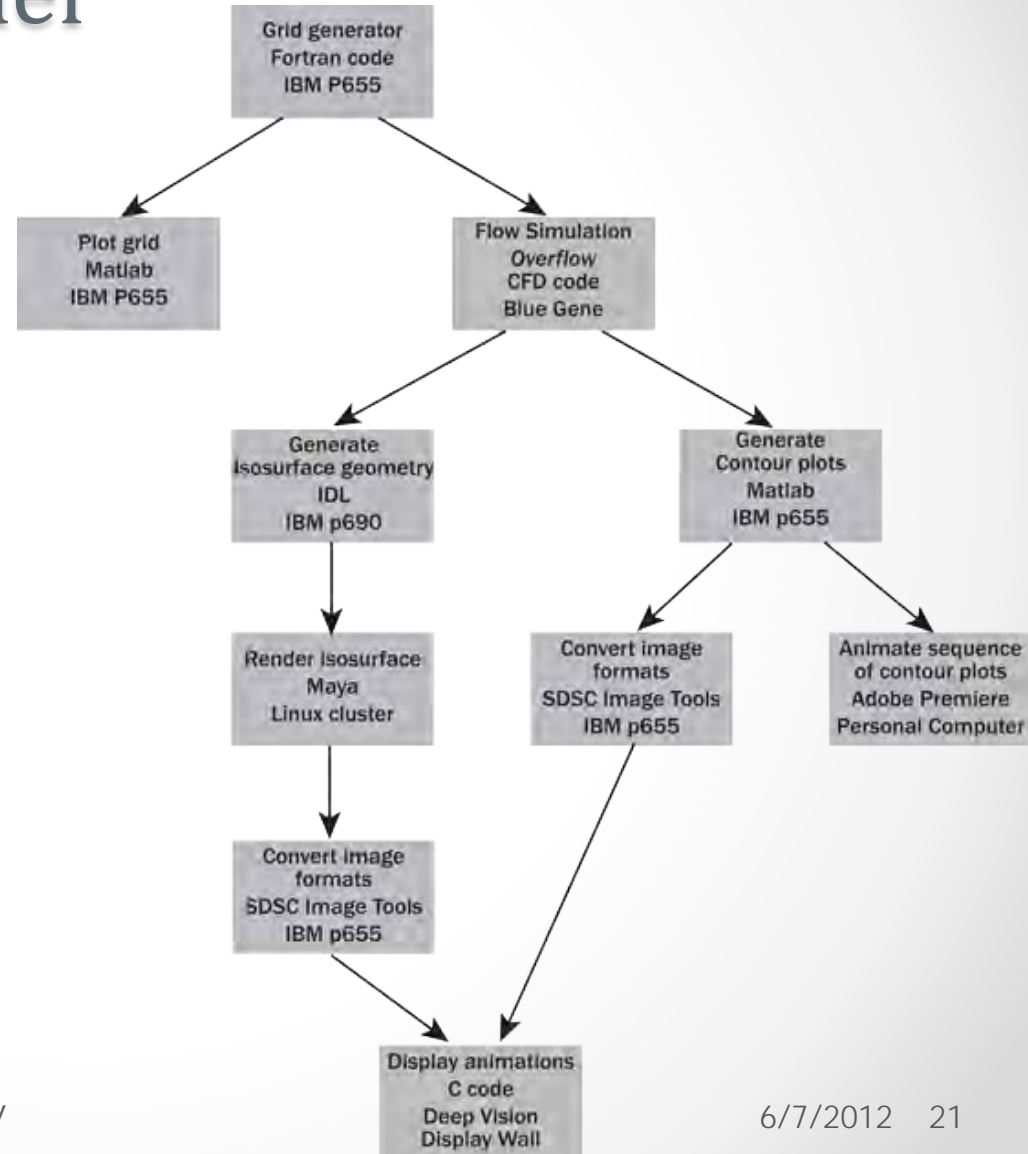 Grid generator
Fortran code
IBM P655
Plot grid
Matlab
IBM P655
Flow Simulation
Overflow
CFD code
Blue Gene
Generate
Isosurface geometry
IDL
IBM p690
Generate
Contour plots
Matlab
IBM p655
Render isosurface
Maya
Linux cluster
Convert image
formats
SDSC Image Tools
IBM p655
Animate sequence
of contour plots
Adobe Premiere
Personal Computer
Convert image
formats
SDSC Image Tools
IBM p655
Display animations
C code
Deep Vision
Display Wall
6/7/2012 21